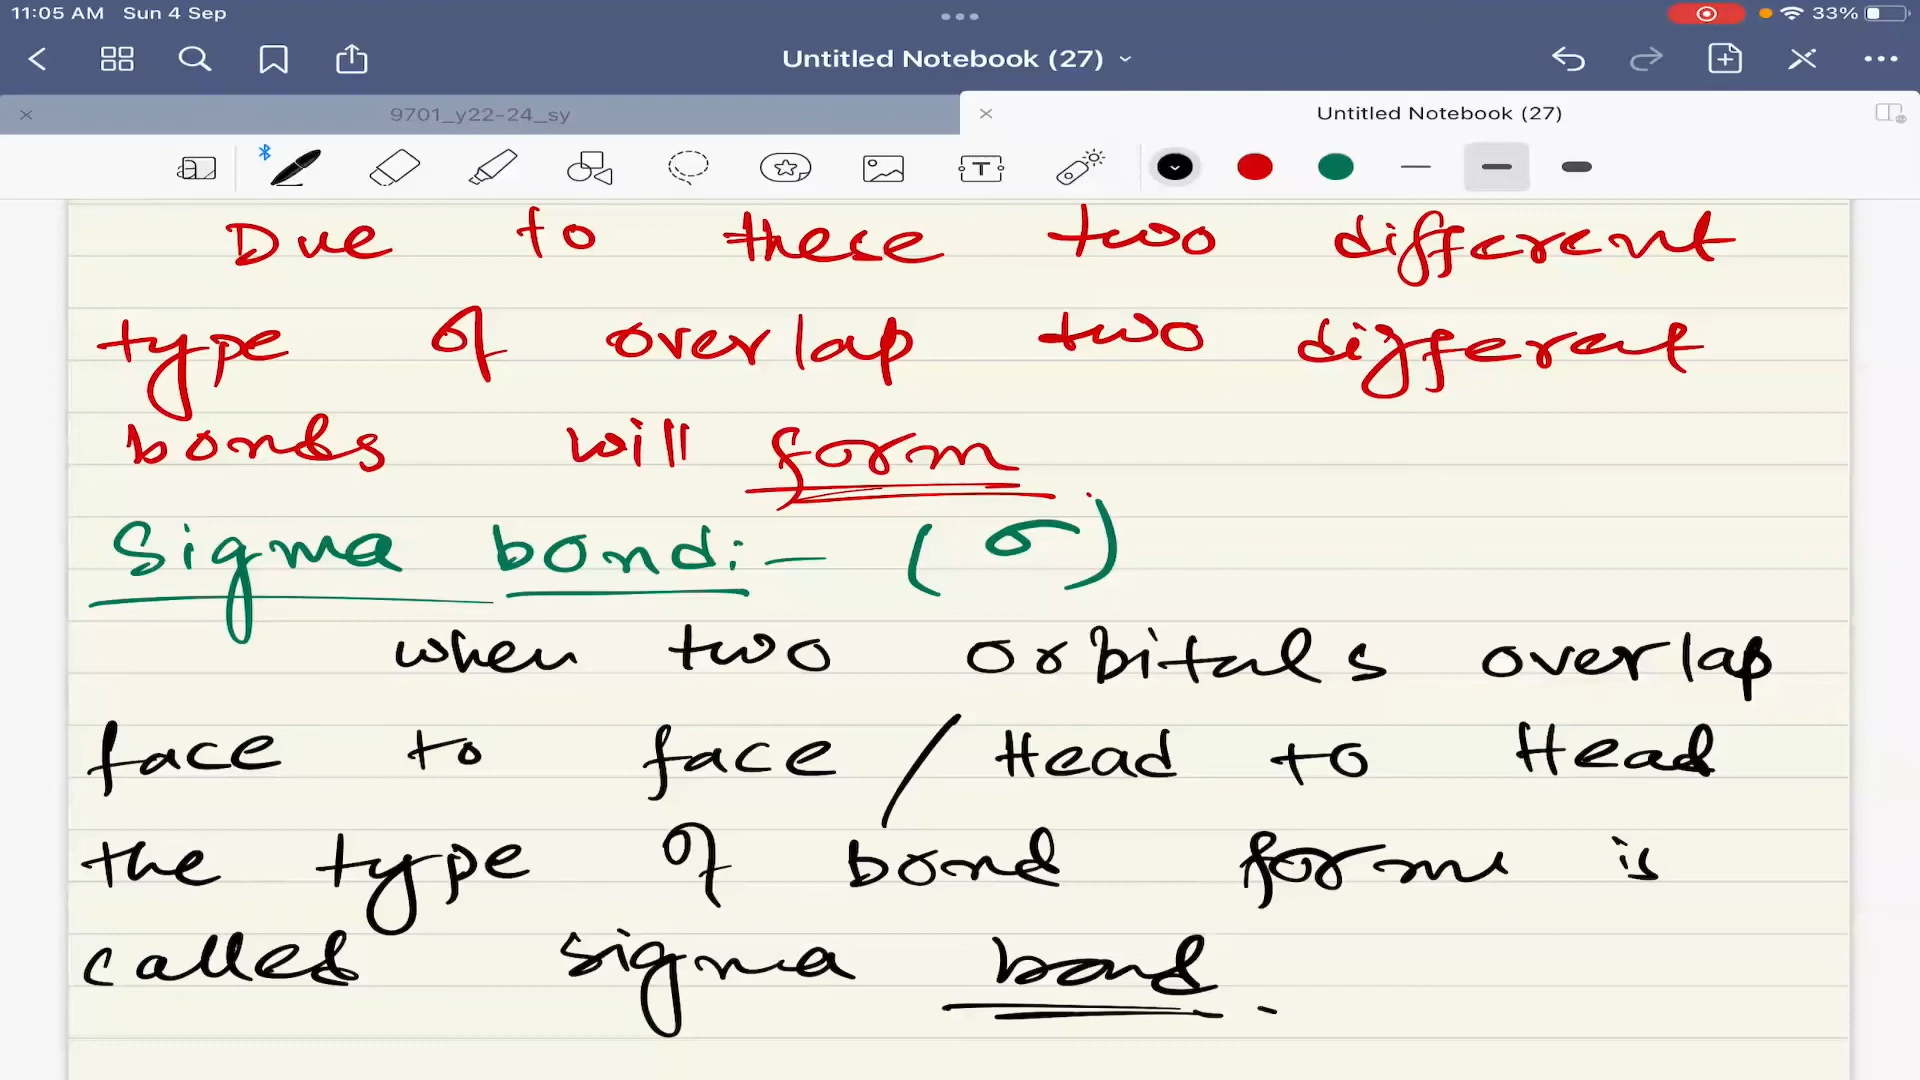 11:05 AM Sun 4 Sep 33%
Untitled Notebook (27)
9701_y22-24_sy Untitled Notebook (27)
Due to these two different
type of overlap two different
bonds will form
Sigma bond:- (σ)
when two orbitals overlap
face to face / Head to Head
the type of bond forms is
called sigma bond.